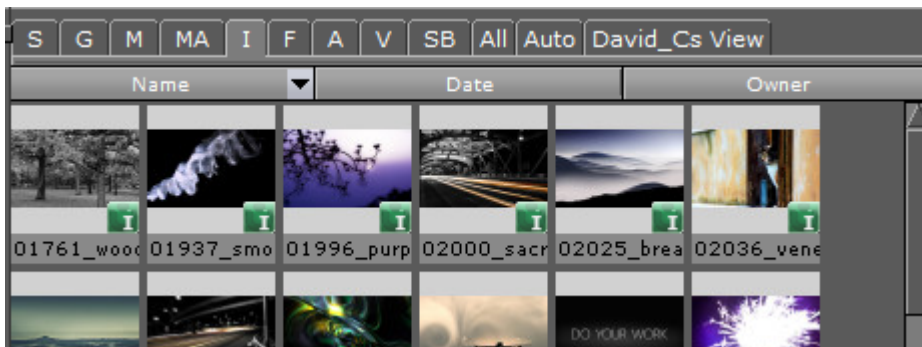 S G M MA I F A V SB All Auto David_Cs View
Name Date Owner
I I I I I I
01761_wood 01937_smo 01996_purp 02000_sacr 02025_brea 02036_vene
DO YOUR WORK